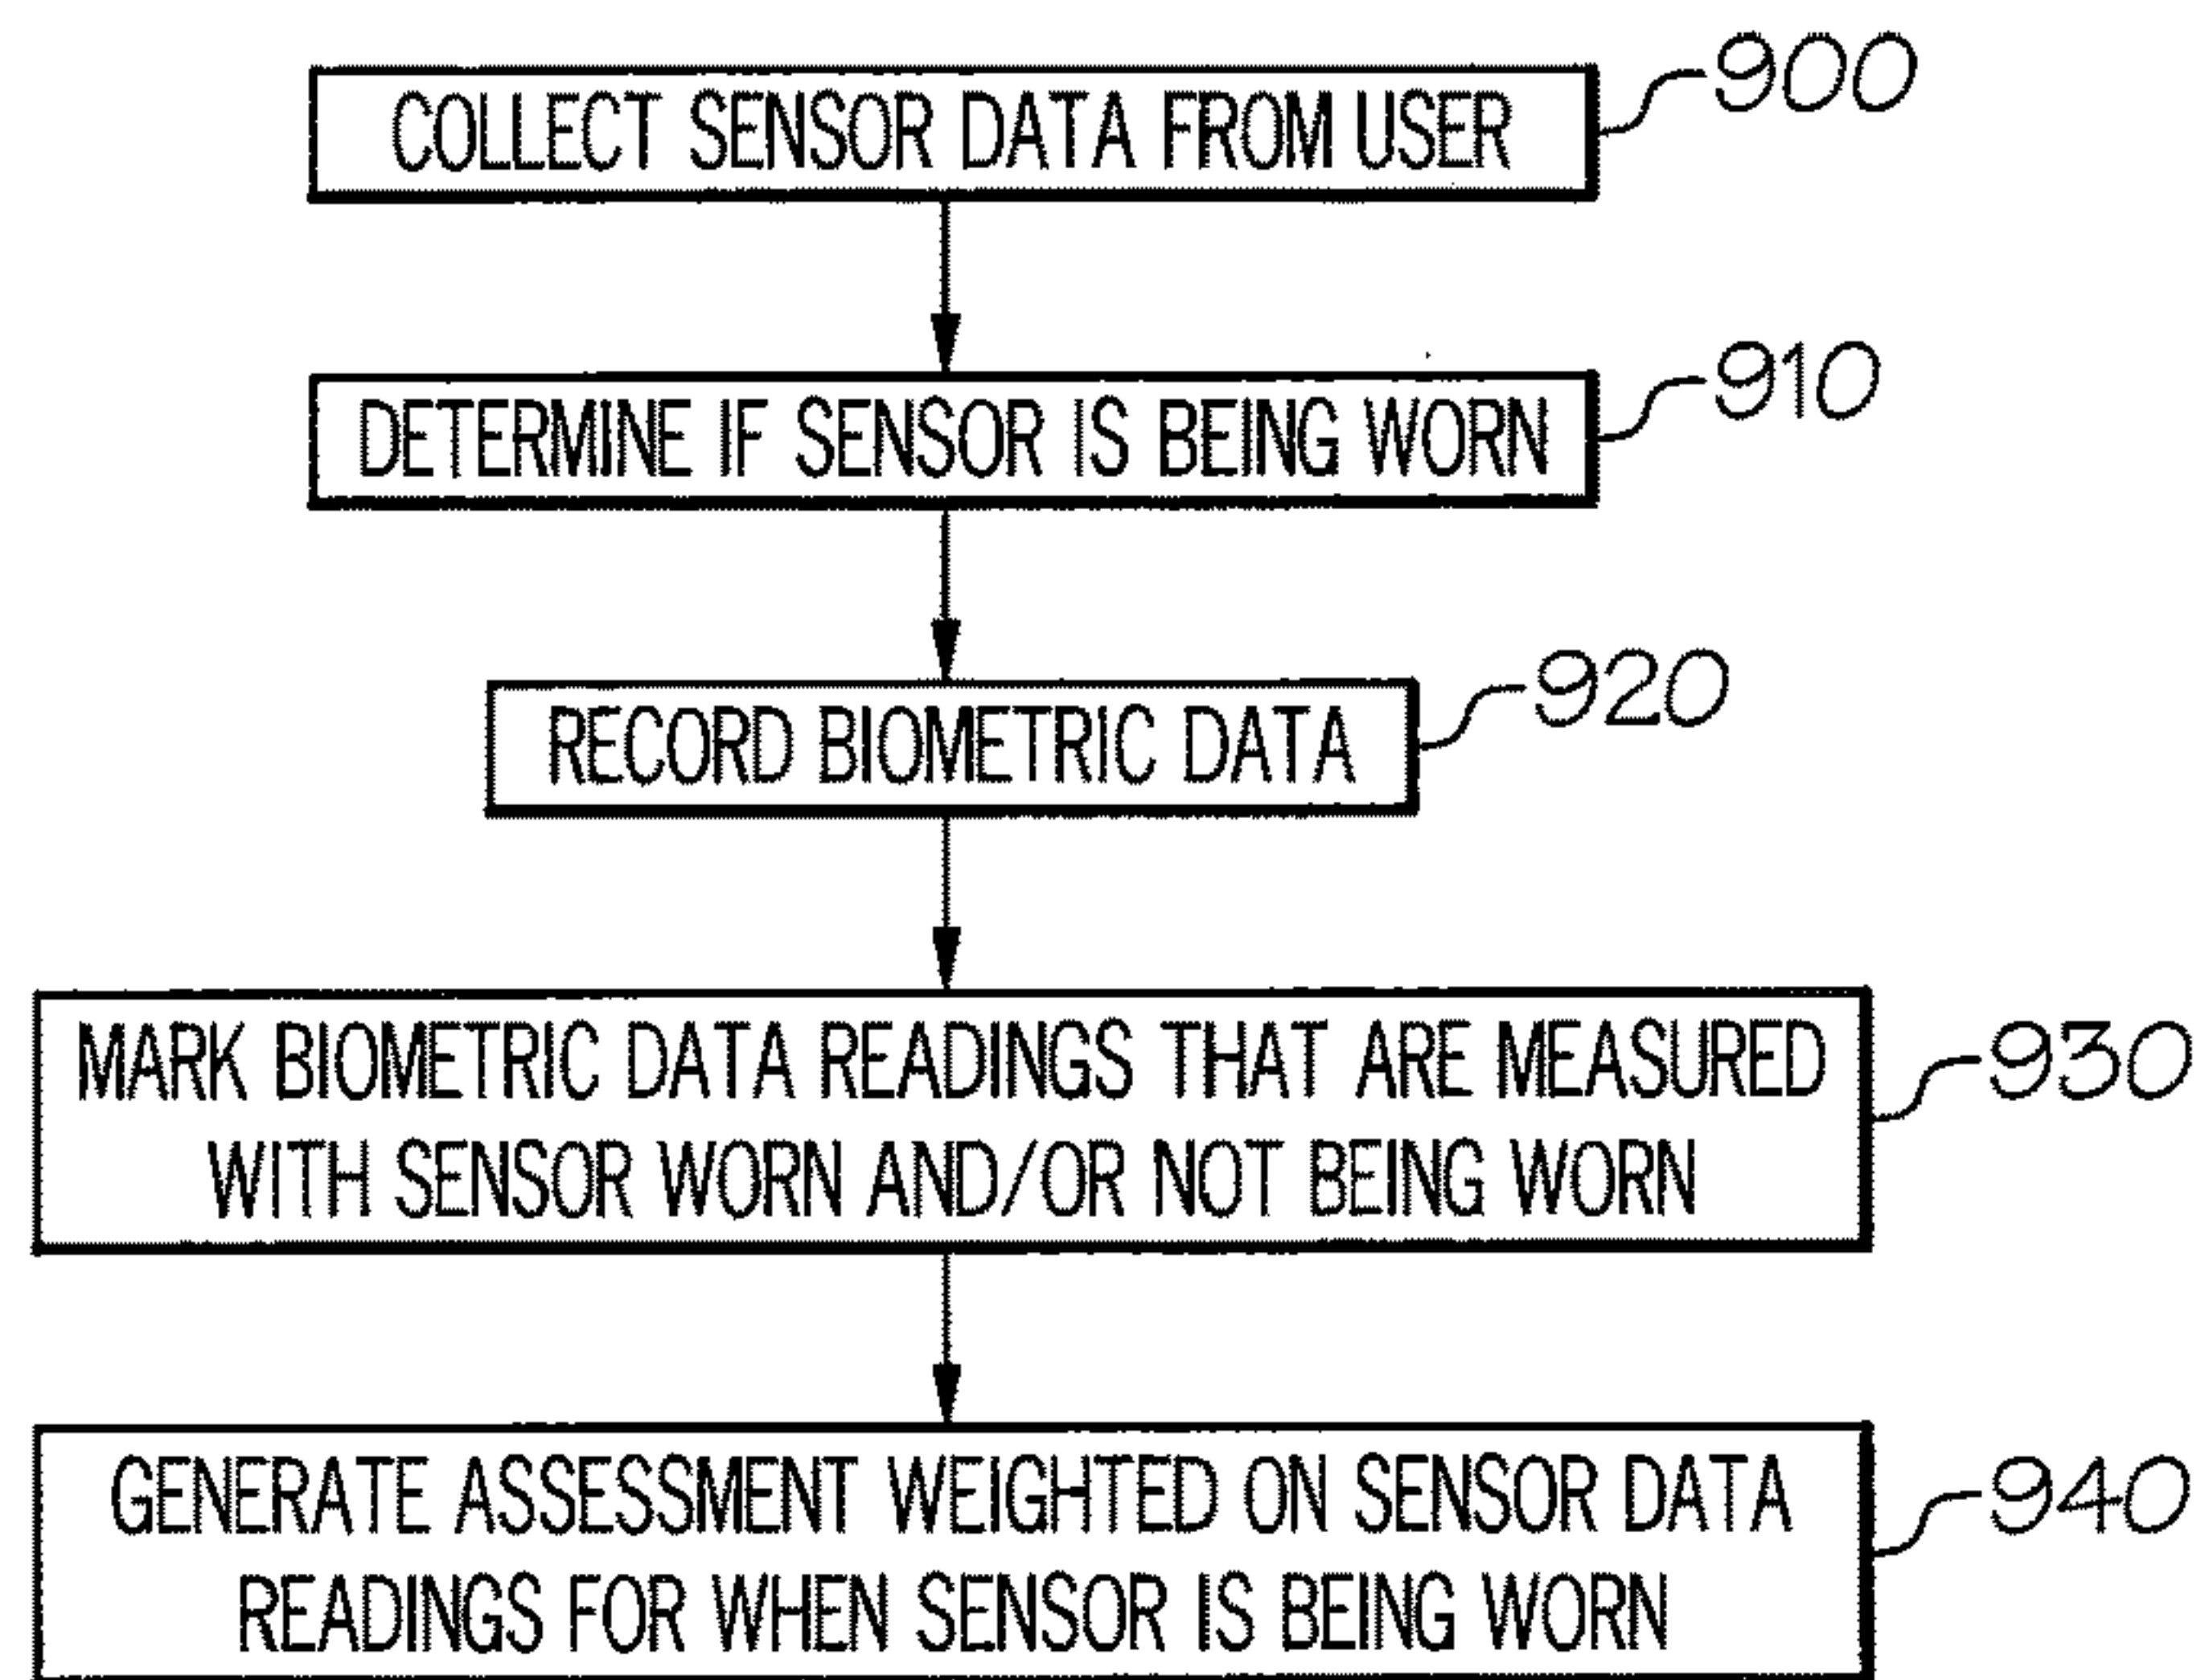 COLLECT SENSOR DATA FROM USER
900
DETERMINE IF SENSOR IS BEING WORN
910
RECORD BIOMETRIC DATA
920
MARK BIOMETRIC DATA READINGS THAT ARE MEASURED
WITH SENSOR WORN AND/OR NOT BEING WORN
930
GENERATE ASSESSMENT WEIGHTED ON SENSOR DATA
READINGS FOR WHEN SENSOR IS BEING WORN
940